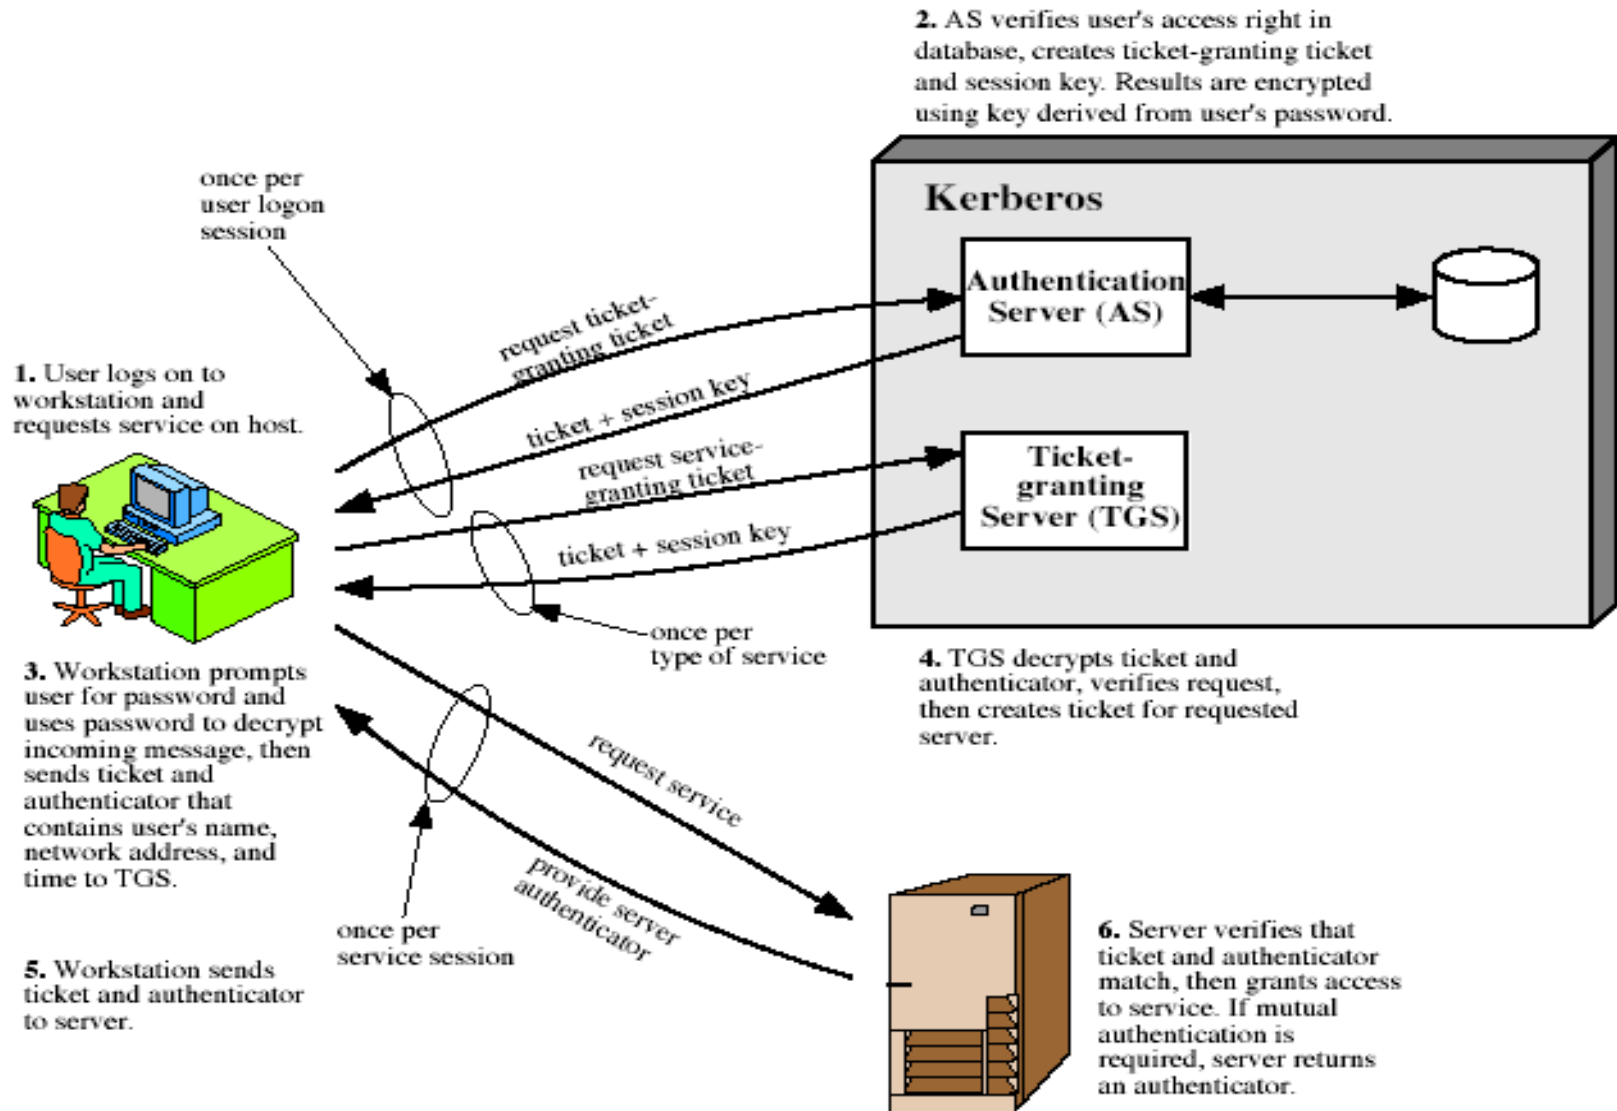 2. AS verifies user's access right in
database, creates ticket-granting ticket
and session key. Results are encrypted
using key derived from user's password.
once per
user logon
session
Kerberos
Authentication
Server (AS)
request ticket-
granting ticket
1. User logs on to
workstation and
requests service on host.
ticket + session key
request service-
granting ticket
Ticket-
granting
Server (TGS)
ticket + session key
once per
type of service
3. Workstation prompts
user for password and
uses password to decrypt
incoming message, then
sends ticket and
authenticator that
contains user's name,
network address, and
time to TGS.
4. TGS decrypts ticket and
authenticator, verifies request,
then creates ticket for requested
server.
request service
provide server
authenticator
once per
service session
5. Workstation sends
ticket and authenticator
to server.
6. Server verifies that
ticket and authenticator
match, then grants access
to service. If mutual
authentication is
required, server returns
an authenticator.